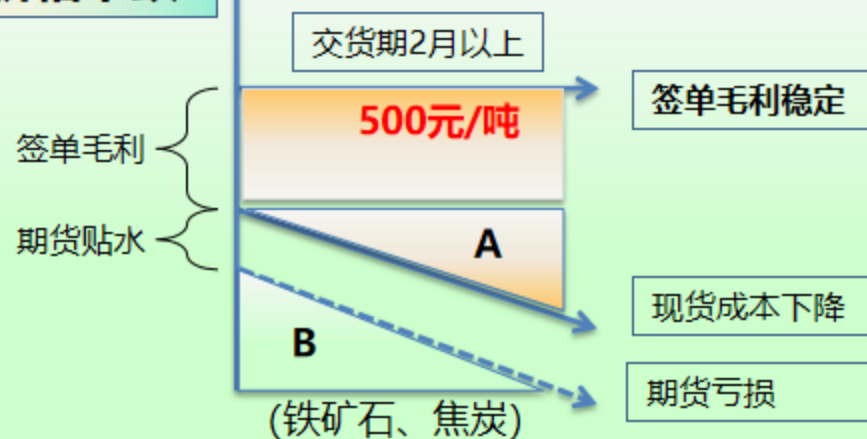 交货期2月以上
签单毛利稳定
500元/吨
签单毛利
期货贴水
A
现货成本下降
B
期货亏损
(铁矿石、焦炭)